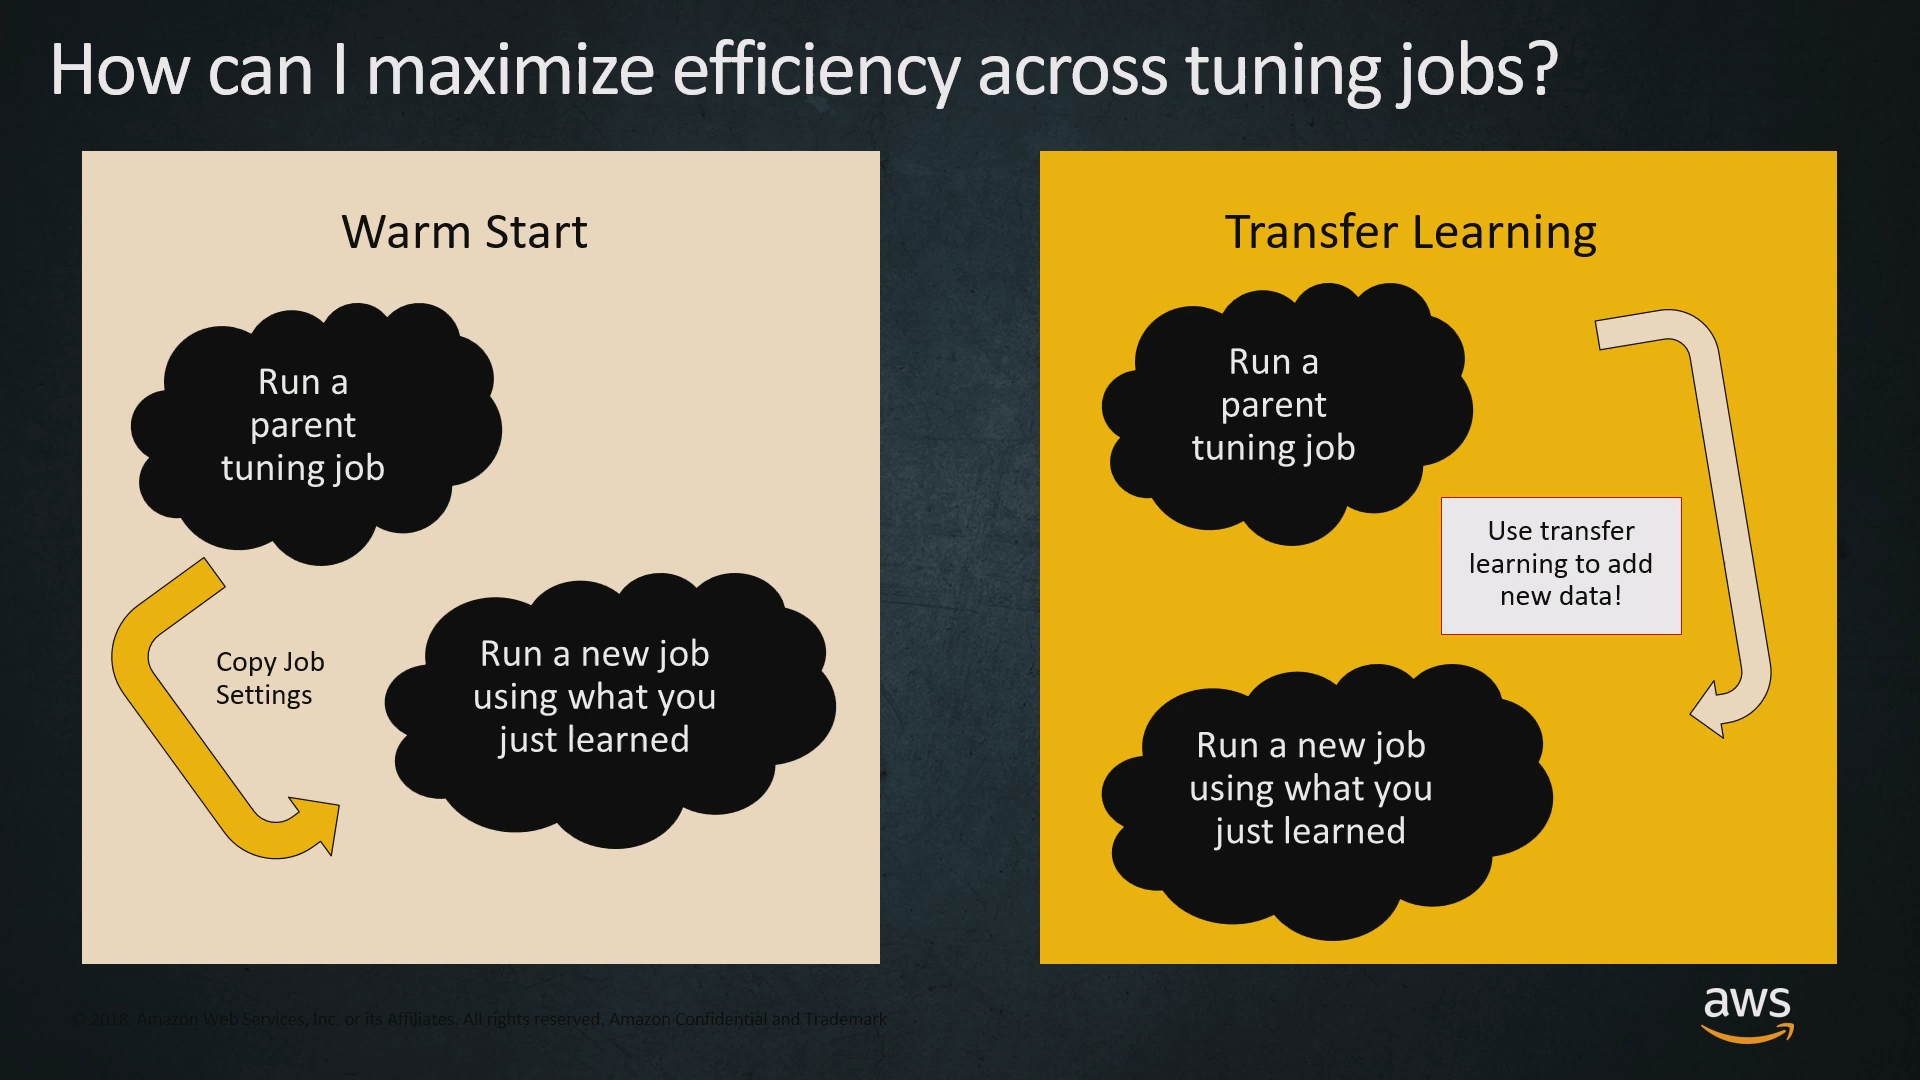 How can I maximize efficiency across tuning jobs?
Warm Start
Run a
parent
tuning job
Copy Job
Settings
Run a new job
using what you
just learned
Transfer Learning
Run a
parent
tuning job
Use transfer
learning to add
new data!
Run a new job
using what you
just learned
© 2018, Amazon Web Services, Inc. or its Affiliates. All rights reserved. Amazon Confidential and Trademark
aws